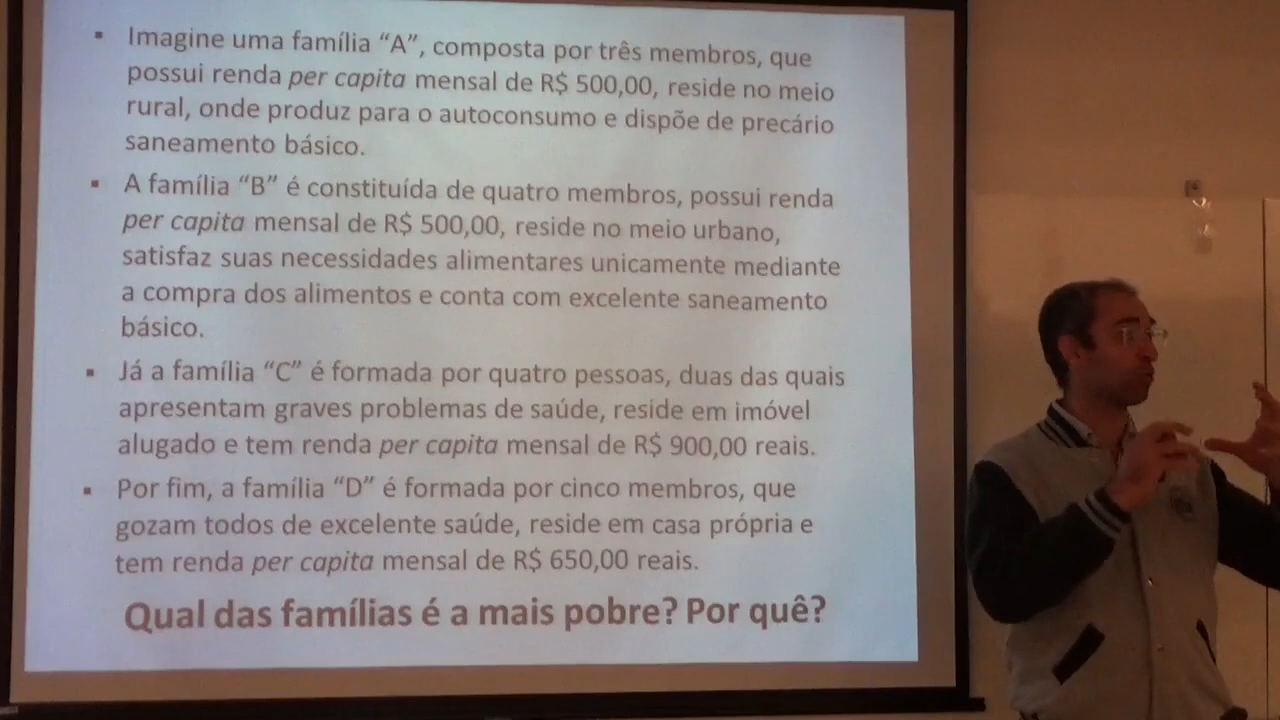 ▪ Imagine uma família “A”, composta por três membros, que
possui renda per capita mensal de R$ 500,00, reside no meio
rural, onde produz para o autoconsumo e dispõe de precário
saneamento básico.
▪ A família “B” é constituída de quatro membros, possui renda
per capita mensal de R$ 500,00, reside no meio urbano,
satisfaz suas necessidades alimentares unicamente mediante
a compra dos alimentos e conta com excelente saneamento
básico.
▪ Já a família “C” é formada por quatro pessoas, duas das quais
apresentam graves problemas de saúde, reside em imóvel
alugado e tem renda per capita mensal de R$ 900,00 reais.
▪ Por fim, a família “D” é formada por cinco membros, que
gozam todos de excelente saúde, reside em casa própria e
tem renda per capita mensal de R$ 650,00 reais.
Qual das famílias é a mais pobre? Por quê?